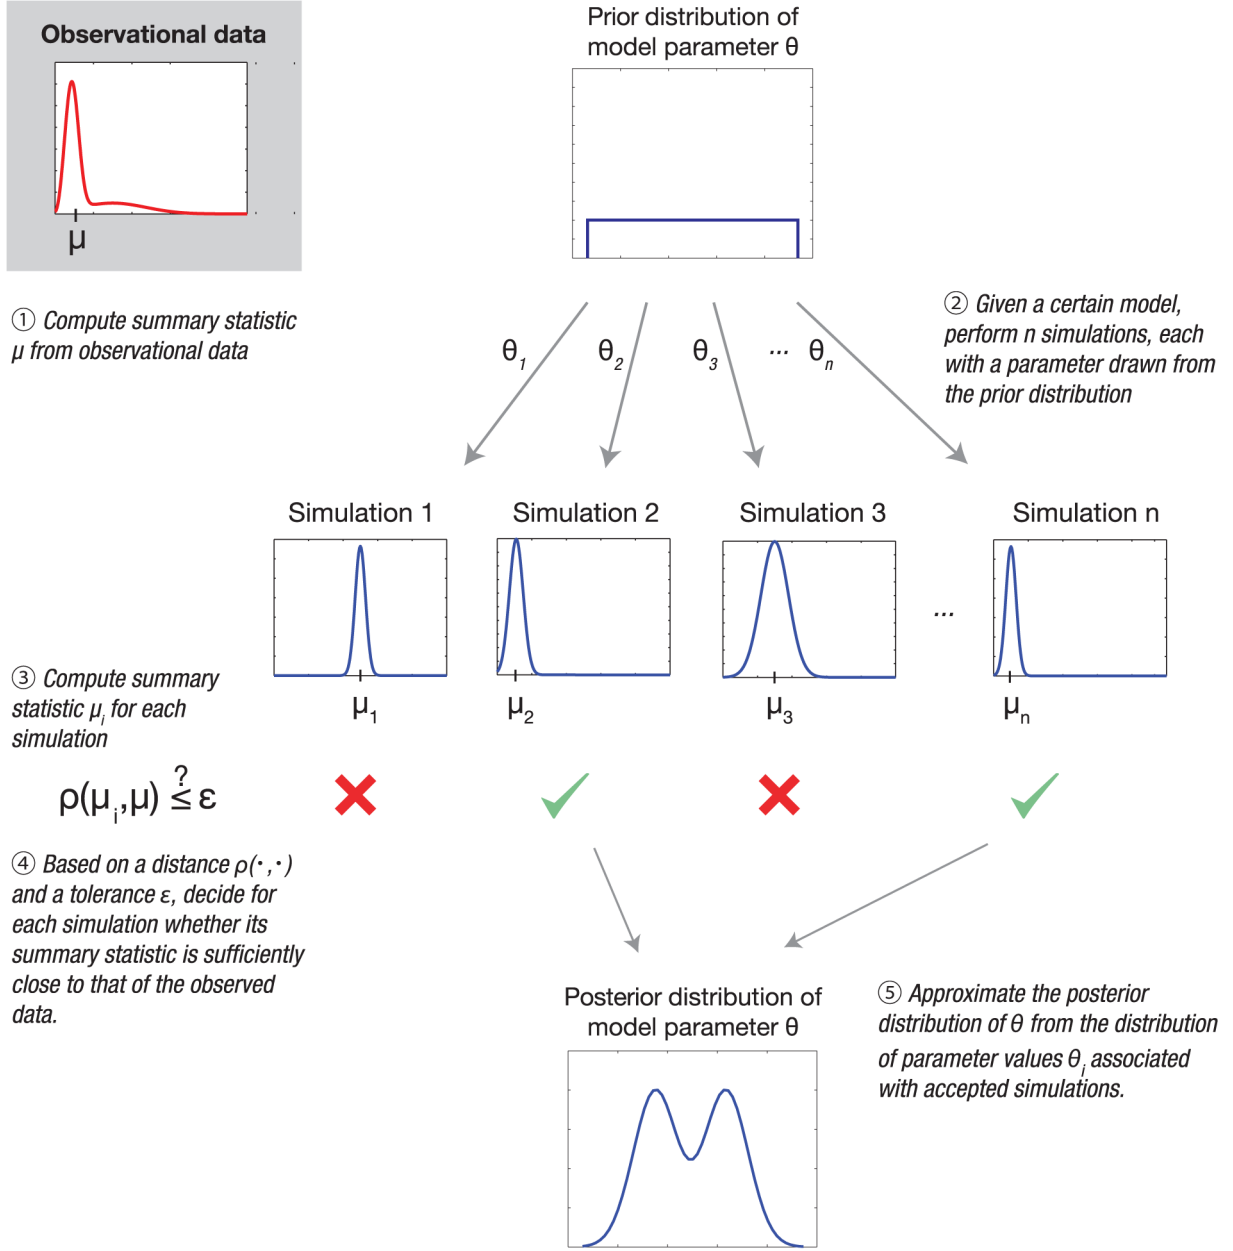 Observational data
μ
Prior distribution of
model parameter θ
① Compute summary statistic
μ from observational data
② Given a certain model,
perform n simulations, each
with a parameter drawn from
the prior distribution
θ1
θ2
θ3
... θn
Simulation 1
Simulation 2
Simulation 3
Simulation n
...
μ1
μ2
μ3
μn
③ Compute summary
statistic μi for each
simulation
ρ(μi,μ) ≤? ε
④ Based on a distance ρ(·,·)
and a tolerance ε, decide for
each simulation whether its
summary statistic is sufficiently
close to that of the observed
data.
Posterior distribution of
model parameter θ
⑤ Approximate the posterior
distribution of θ from the distribution
of parameter values θi associated
with accepted simulations.